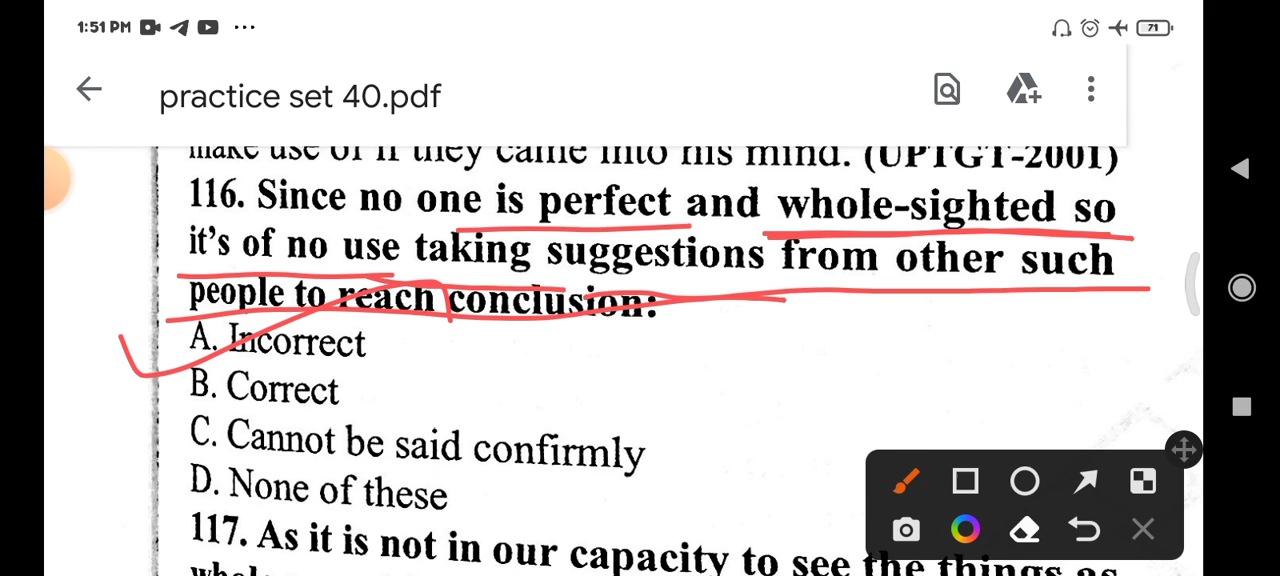 1:51 PM ...
71
practice set 40.pdf
make use of if they came into his mind. (UPTGT-2001)
116. Since no one is perfect and whole-sighted so
it's of no use taking suggestions from other such
people to reach conclusion:
A. Incorrect
B. Correct
C. Cannot be said confirmly
D. None of these
117. As it is not in our capacity to see the things as